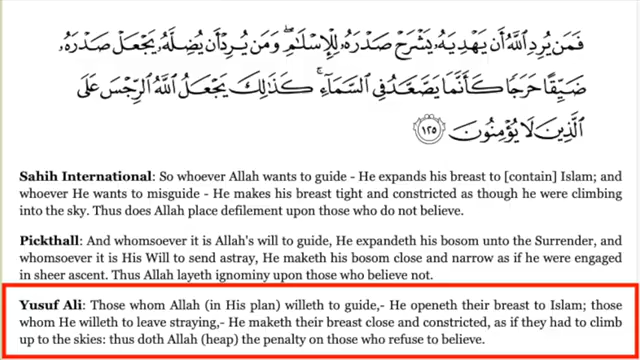 فَمَن يُرِدِ ٱللَّهُ أَن يَهْدِيَهُۥ يَشْرَحْ صَدْرَهُۥ لِلْإِسْلَٰمِ ۖ وَمَن يُرِدْ أَن يُضِلَّهُۥ يَجْعَلْ صَدْرَهُۥ
ضَيِّقًا حَرَجًا كَأَنَّمَا يَصَّعَّدُ فِى ٱلسَّمَآءِ ۚ كَذَٰلِكَ يَجْعَلُ ٱللَّهُ ٱلرِّجْسَ عَلَى
ٱلَّذِينَ لَا يُؤْمِنُونَ ١٢٥
Sahih International: So whoever Allah wants to guide - He expands his breast to [contain] Islam; and
whoever He wants to misguide - He makes his breast tight and constricted as though he were climbing
into the sky. Thus does Allah place defilement upon those who do not believe.
Pickthall: And whomsoever it is Allah's will to guide, He expandeth his bosom unto the Surrender, and
whomsoever it is His Will to send astray, He maketh his bosom close and narrow as if he were engaged
in sheer ascent. Thus Allah layeth ignominy upon those who believe not.
Yusuf Ali: Those whom Allah (in His plan) willeth to guide,- He openeth their breast to Islam; those
whom He willeth to leave straying,- He maketh their breast close and constricted, as if they had to climb
up to the skies: thus doth Allah (heap) the penalty on those who refuse to believe.